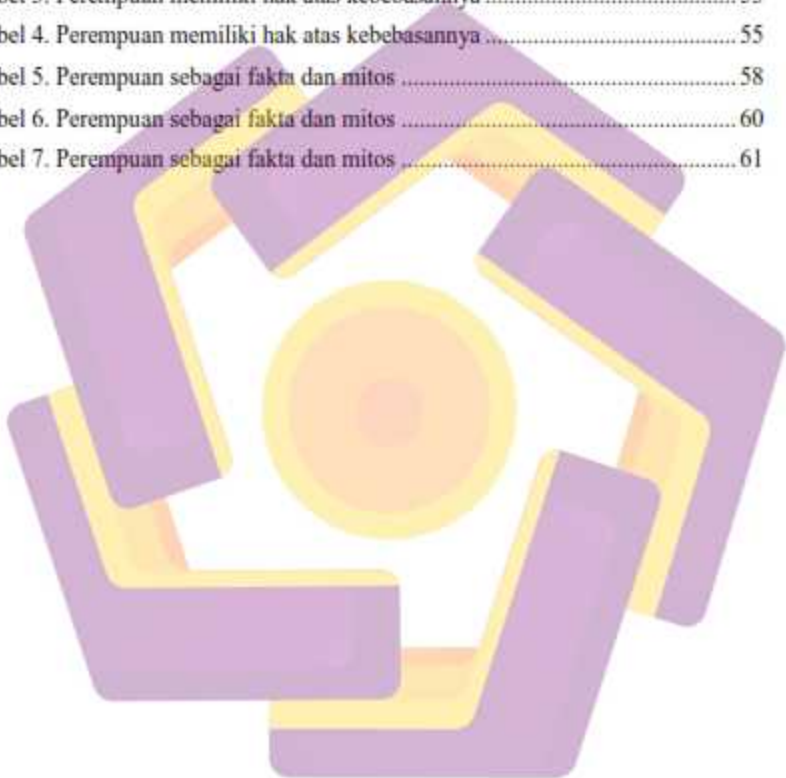 bel 4. Perempuan memiliki hak atas kebebasannya ............................................ 55
bel 5. Perempuan sebagai fakta dan mitos ........................................................... 58
bel 6. Perempuan sebagai fakta dan mitos ........................................................... 60
bel 7. Perempuan sebagai fakta dan mitos ........................................................... 61